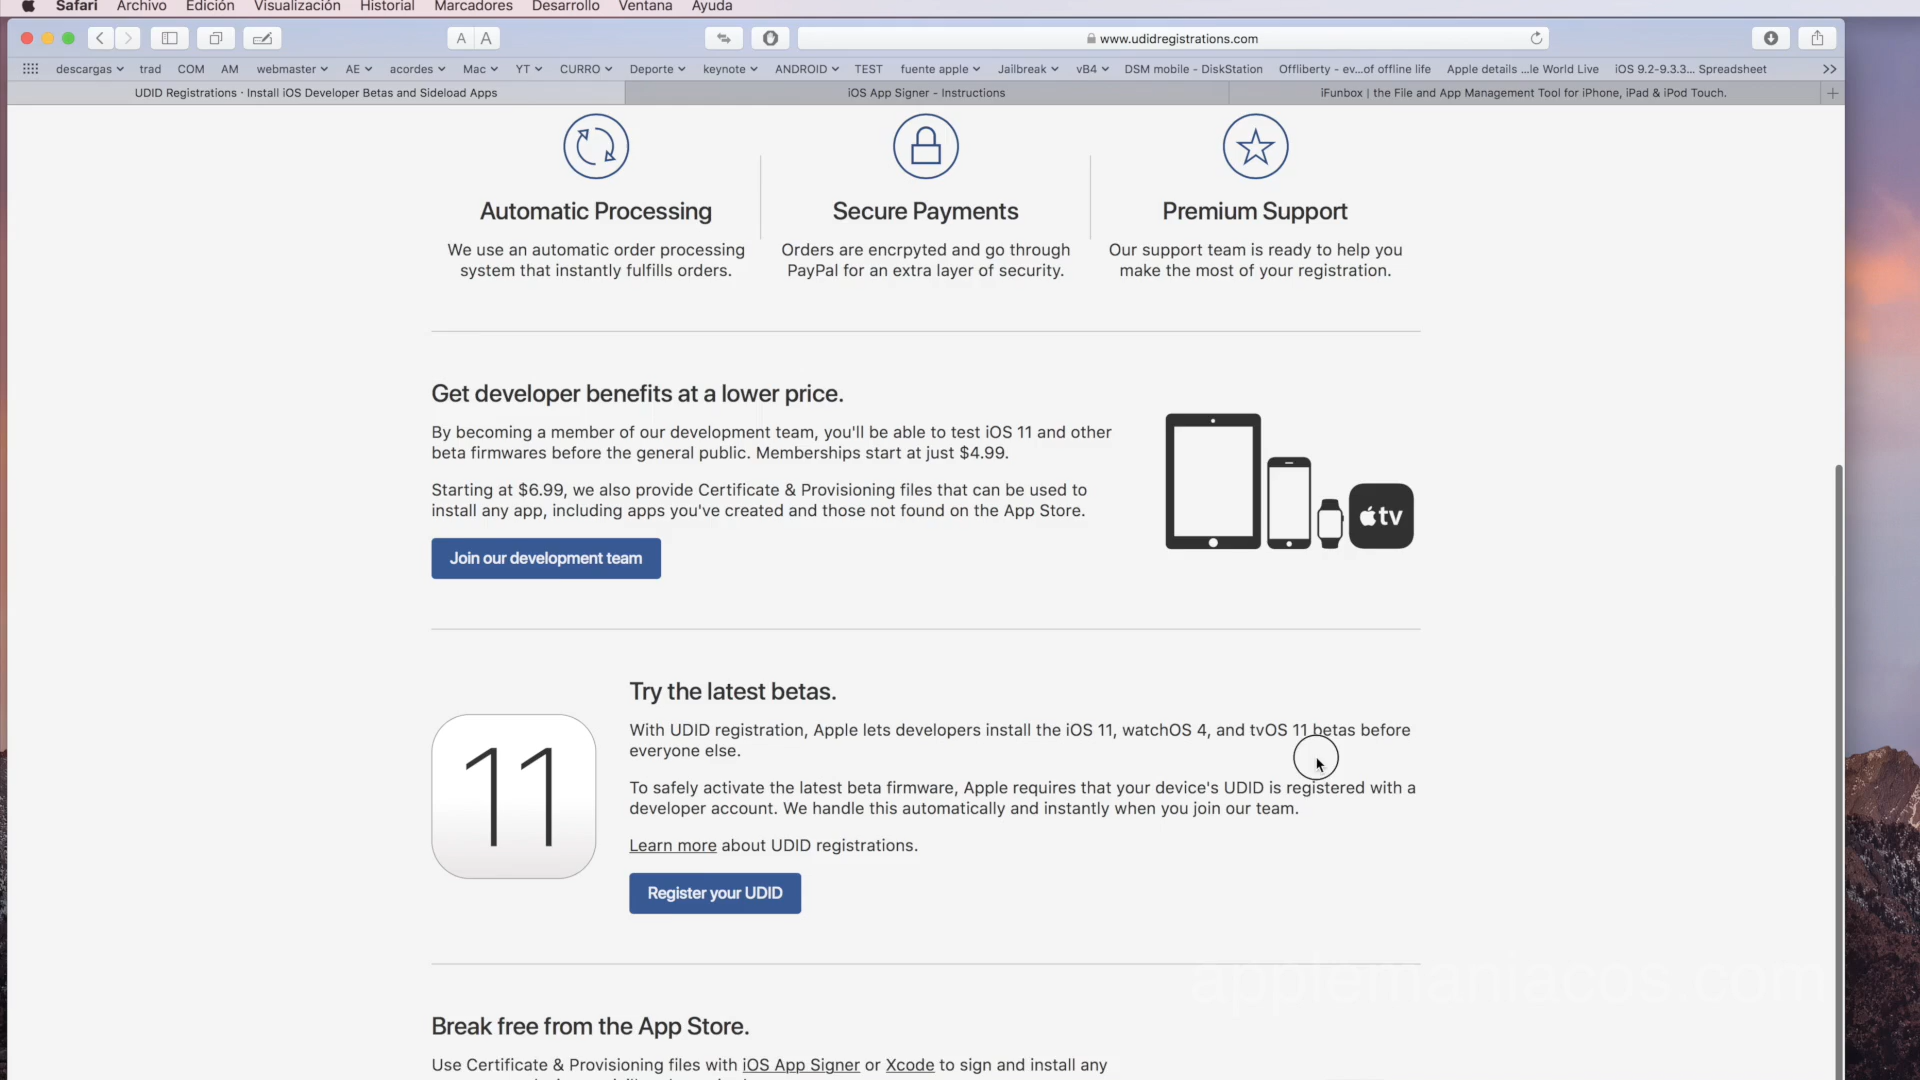 Safari Archivo Edición Visualización Historial Marcadores Desarrollo Ventana Ayuda
A A www.udidregistrations.com
descargas trad COM AM webmaster AE acordes Mac YT CURRO Deporte keynote ANDROID TEST fuente apple Jailbreak vB4 DSM mobile - DiskStation Offliberty - ev...of offline life Apple details ...le World Live iOS 9.2-9.3.3... Spreadsheet >>
UDID Registrations · Install iOS Developer Betas and Sideload Apps iOS App Signer - Instructions iFunbox | the File and App Management Tool for iPhone, iPad & iPod Touch. +
Automatic Processing
We use an automatic order processing
system that instantly fulfills orders.
Secure Payments
Orders are encrpyted and go through
PayPal for an extra layer of security.
Premium Support
Our support team is ready to help you
make the most of your registration.
Get developer benefits at a lower price.
By becoming a member of our development team, you'll be able to test iOS 11 and other
beta firmwares before the general public. Memberships start at just $4.99.
Starting at $6.99, we also provide Certificate & Provisioning files that can be used to
install any app, including apps you've created and those not found on the App Store.
Join our development team
tv
11
Try the latest betas.
With UDID registration, Apple lets developers install the iOS 11, watchOS 4, and tvOS 11 betas before
everyone else.
To safely activate the latest beta firmware, Apple requires that your device's UDID is registered with a
developer account. We handle this automatically and instantly when you join our team.
Learn more about UDID registrations.
Register your UDID
applemaniacos.com
Break free from the App Store.
Use Certificate & Provisioning files with iOS App Signer or Xcode to sign and install any